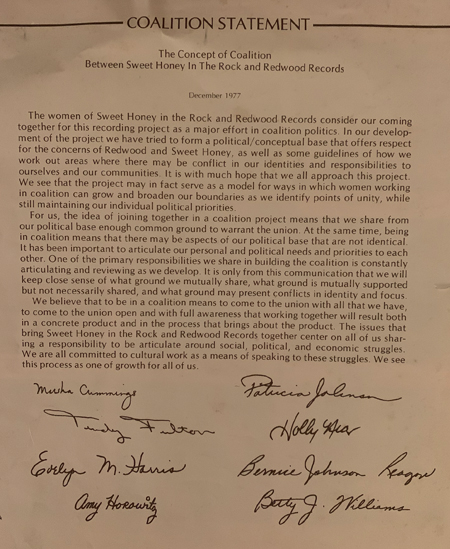 COALITION STATEMENT
The Concept of Coalition
Between Sweet Honey In The Rock and Redwood Records
December 1977
The women of Sweet Honey in the Rock and Redwood Records consider our coming
together for this recording project as a major effort in coalition politics. In our develop-
ment of the project we have tried to form a political/conceptual base that offers respect
for the concerns of Redwood and Sweet Honey, as well as some guidelines of how we
work out areas where there may be conflict in our identities and responsibilities to
ourselves and our communities. It is with much hope that we all approach this project.
We see that the project may in fact serve as a model for ways in which women working
in coalition can grow and broaden our boundaries as we identify points of unity, while
still maintaining our individual political priorities.
For us, the idea of joining together in a coalition project means that we share from
our political base enough common ground to warrant the union. At the same time, being
in coalition means that there may be aspects of our political base that are not identical.
It has been important to articulate our personal and political needs and priorities to each
other. One of the primary responsibilities we share in building the coalition is constantly
articulating and reviewing as we develop. It is only from this communication that we will
keep close sense of what ground we mutually share, what ground is mutually supported
but not necessarily shared, and what ground may present conflicts in identity and focus.
We believe that to be in a coalition means to come to the union with all that we have,
to come to the union open and with full awareness that working together will result both
in a concrete product and in the process that brings about the product. The issues that
bring Sweet Honey in the Rock and Redwood Records together center on all of us shar-
ing a responsibility to be articulate around social, political, and economic struggles.
We are all committed to cultural work as a means of speaking to these struggles. We see
this process as one of growth for all of us.
Cummings Patricia Johnson
Trudy Fulton Holly Near
Evelyn M. Harris Bernice Johnson Reagon
Amy Horowitz Betty J. Williams